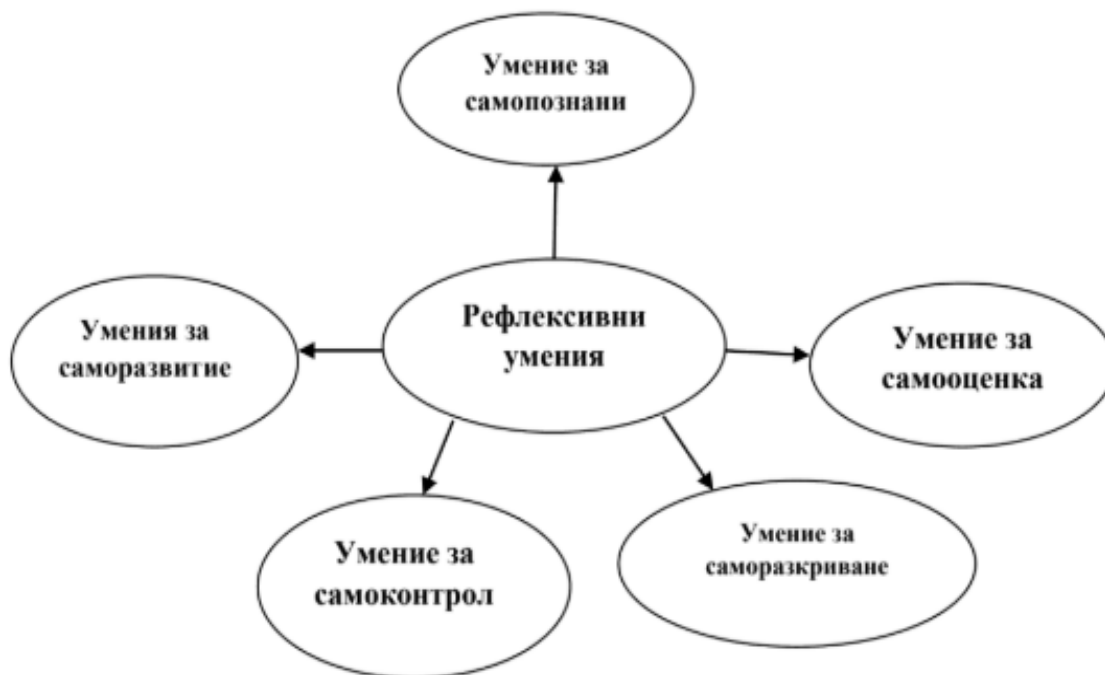 Умение за
самопознани
Рефлексивни
умения
Умения за
саморазвитие
Умение за
самооценка
Умение за
самоконтрол
Умение за
саморазкриване